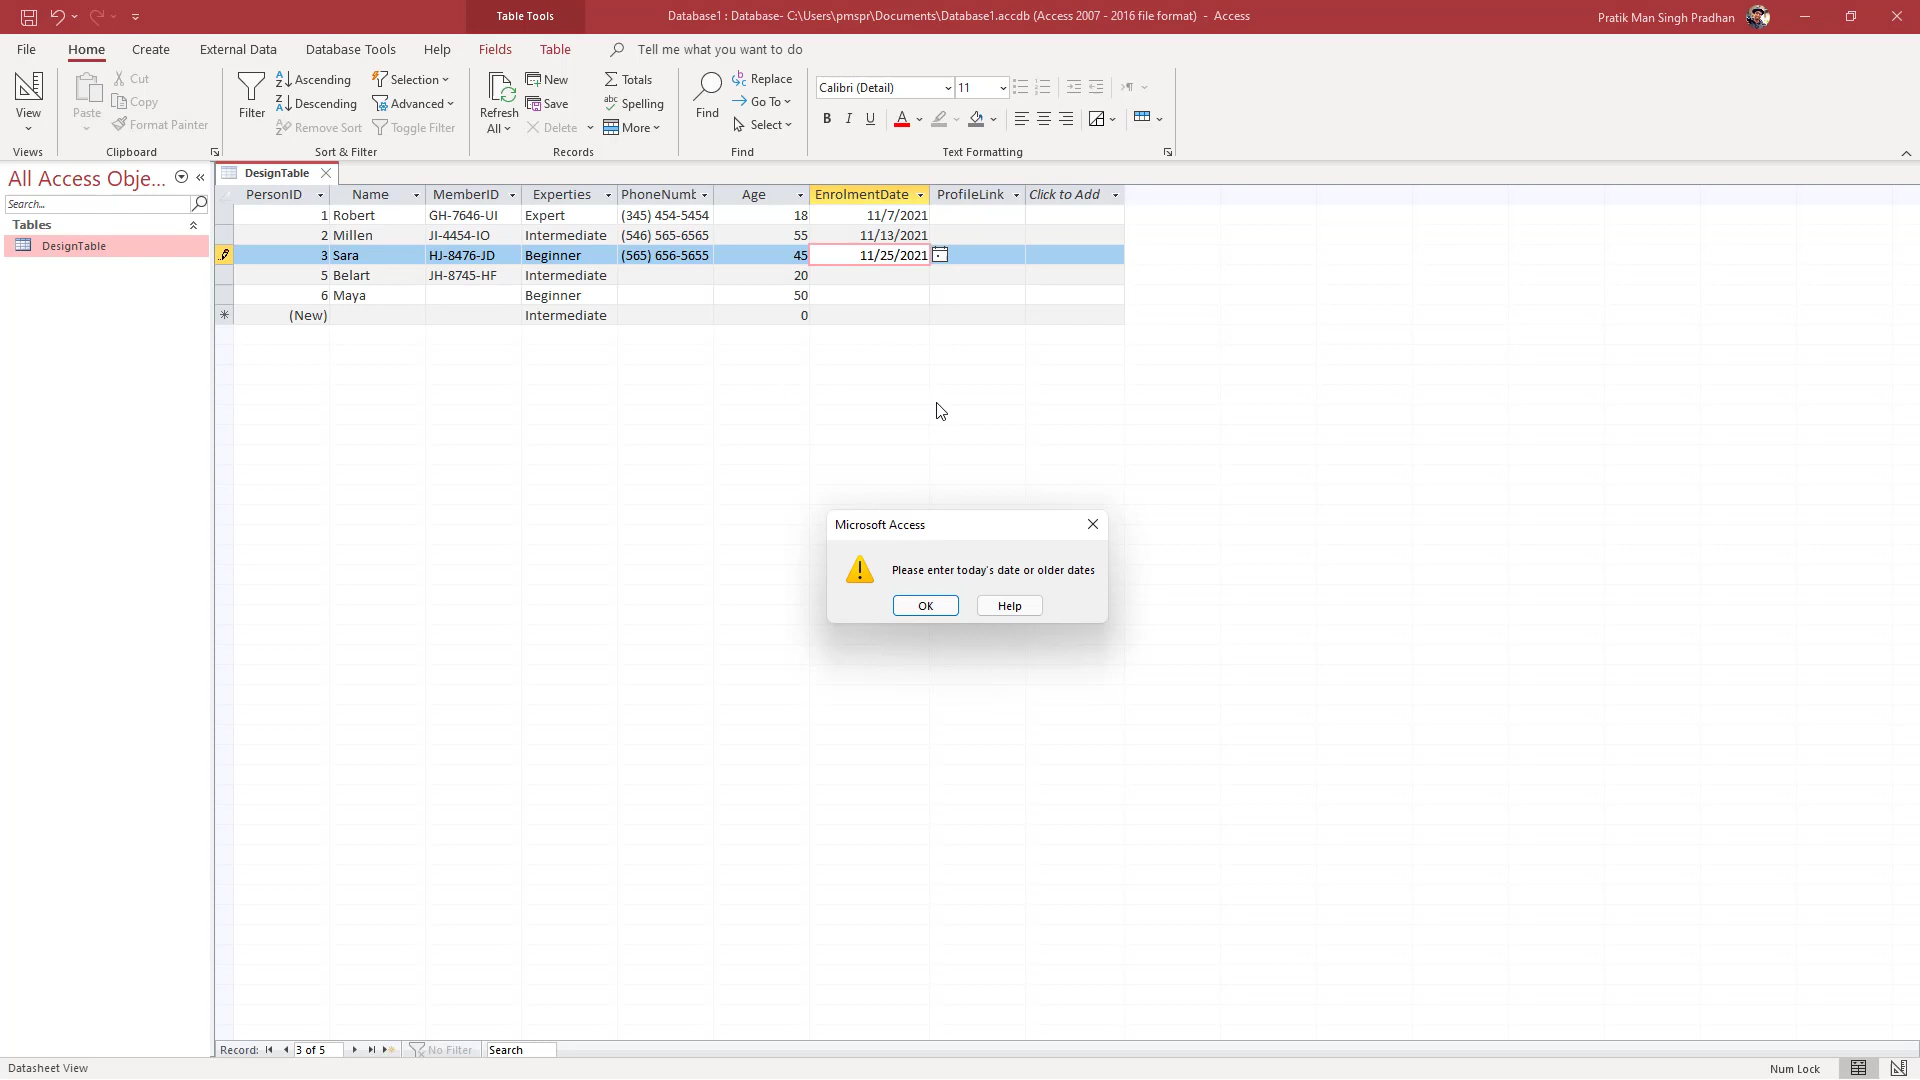 Table Tools
Database1 : Database- C:\Users\pmspr\Documents\Database1.accdb (Access 2007 - 2016 file format) - Access
Pratik Man Singh Pradhan
File Home Create External Data Database Tools Help Fields Table Tell me what you want to do
View
Views
Paste
Cut
Copy
Format Painter
Clipboard
Filter
Ascending
Descending
Remove Sort
Selection
Advanced
Toggle Filter
Sort & Filter
Refresh
All
New
Save
Delete
Totals
Spelling
More
Records
Find
Replace
Go To
Select
Find
Calibri (Detail) 11
B I U A
Text Formatting
All Access Obje...
Search...
Tables
DesignTable
DesignTable
PersonID Name MemberID Experties PhoneNumb Age EnrolmentDate ProfileLink Click to Add
1 Robert GH-7646-UI Expert (345) 454-5454 18 11/7/2021
2 Millen JI-4454-IO Intermediate (546) 565-6565 55 11/13/2021
3 Sara HJ-8476-JD Beginner (565) 656-5655 45 11/25/2021
5 Belart JH-8745-HF Intermediate 20
6 Maya Beginner 50
(New) Intermediate 0
Microsoft Access
Please enter today's date or older dates
OK Help
Record: 3 of 5 No Filter Search
Datasheet View
Num Lock